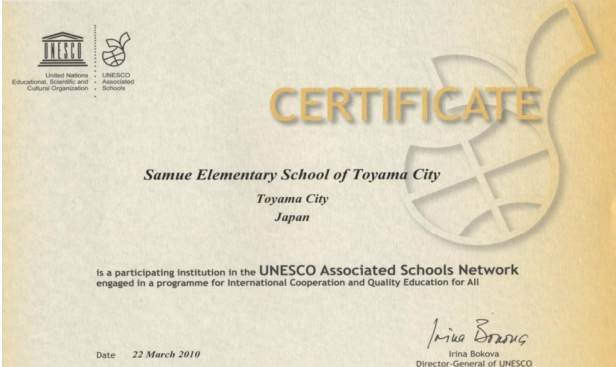 UNESCO
United Nations
Educational, Scientific and
Cultural Organization
UNESCO
Associated
Schools
CERTIFICATE
Samue Elementary School of Toyama City
Toyama City
Japan
is a participating institution in the UNESCO Associated Schools Network
engaged in a programme for International Cooperation and Quality Education for All
Irina Bokova
Date 22 March 2010
Irina Bokova
Director-General of UNESCO